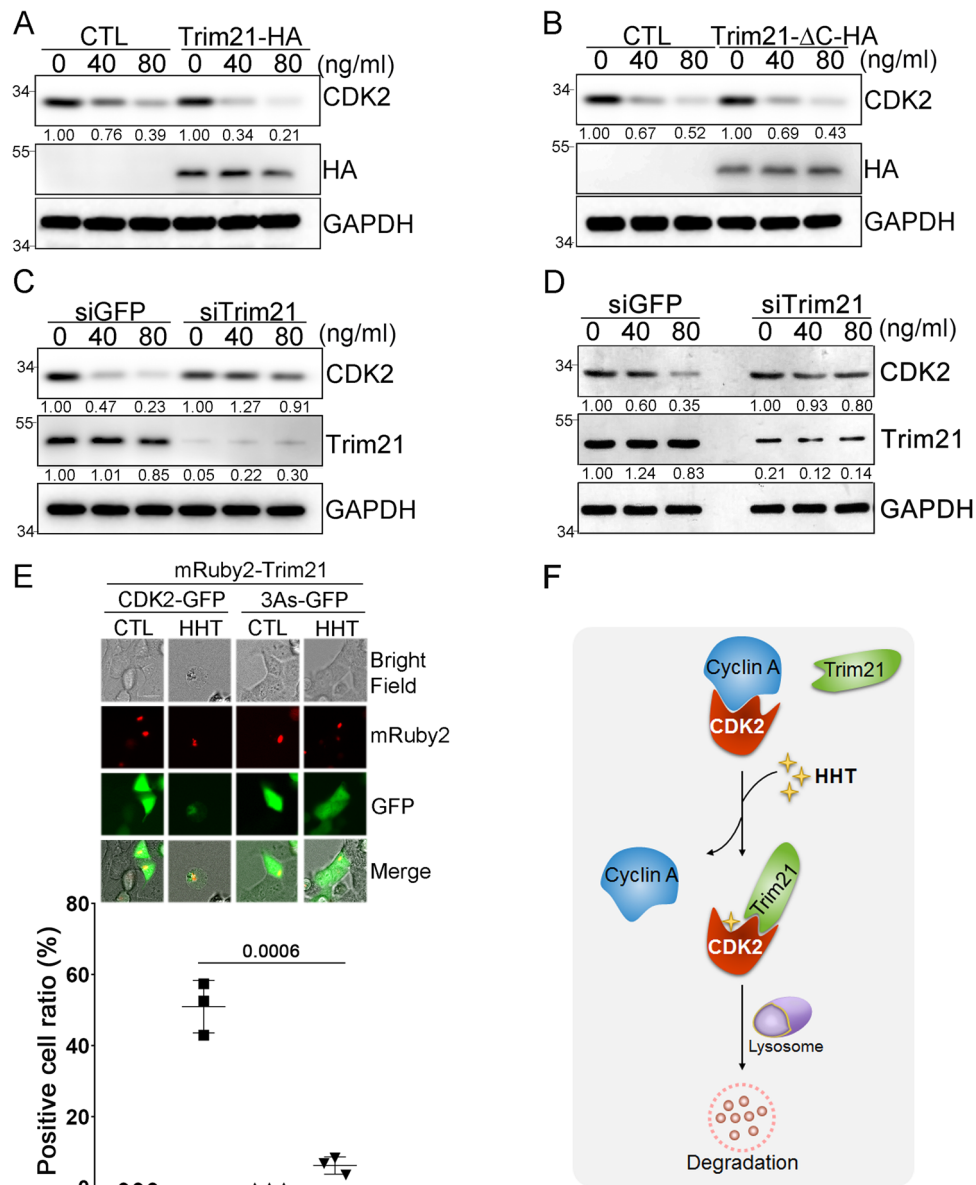 A
CTL Trim21-HA
0 40 80 0 40 80 (ng/ml)
34 CDK2
1.00 0.76 0.39 1.00 0.34 0.21
55
HA
GAPDH
34
B
CTL Trim21-ΔC-HA
0 40 80 0 40 80 (ng/ml)
34 CDK2
1.00 0.67 0.52 1.00 0.69 0.43
55
HA
GAPDH
34
C
siGFP siTrim21
0 40 80 0 40 80 (ng/ml)
34 CDK2
1.00 0.47 0.23 1.00 1.27 0.91
55
Trim21
1.00 1.01 0.85 0.05 0.22 0.30
GAPDH
34
D
siGFP siTrim21
0 40 80 0 40 80 (ng/ml)
34 CDK2
1.00 0.60 0.35 1.00 0.93 0.80
55
Trim21
1.00 1.24 0.83 0.21 0.12 0.14
GAPDH
34
E
mRuby2-Trim21
CDK2-GFP 3As-GFP
CTL HHT CTL HHT
Bright
Field
mRuby2
GFP
Merge
Positive cell ratio (%)
80
60
40
20
0.0006
F
Cyclin A
Trim21
CDK2
HHT
Cyclin A
Trim21
CDK2
Lysosome
Degradation